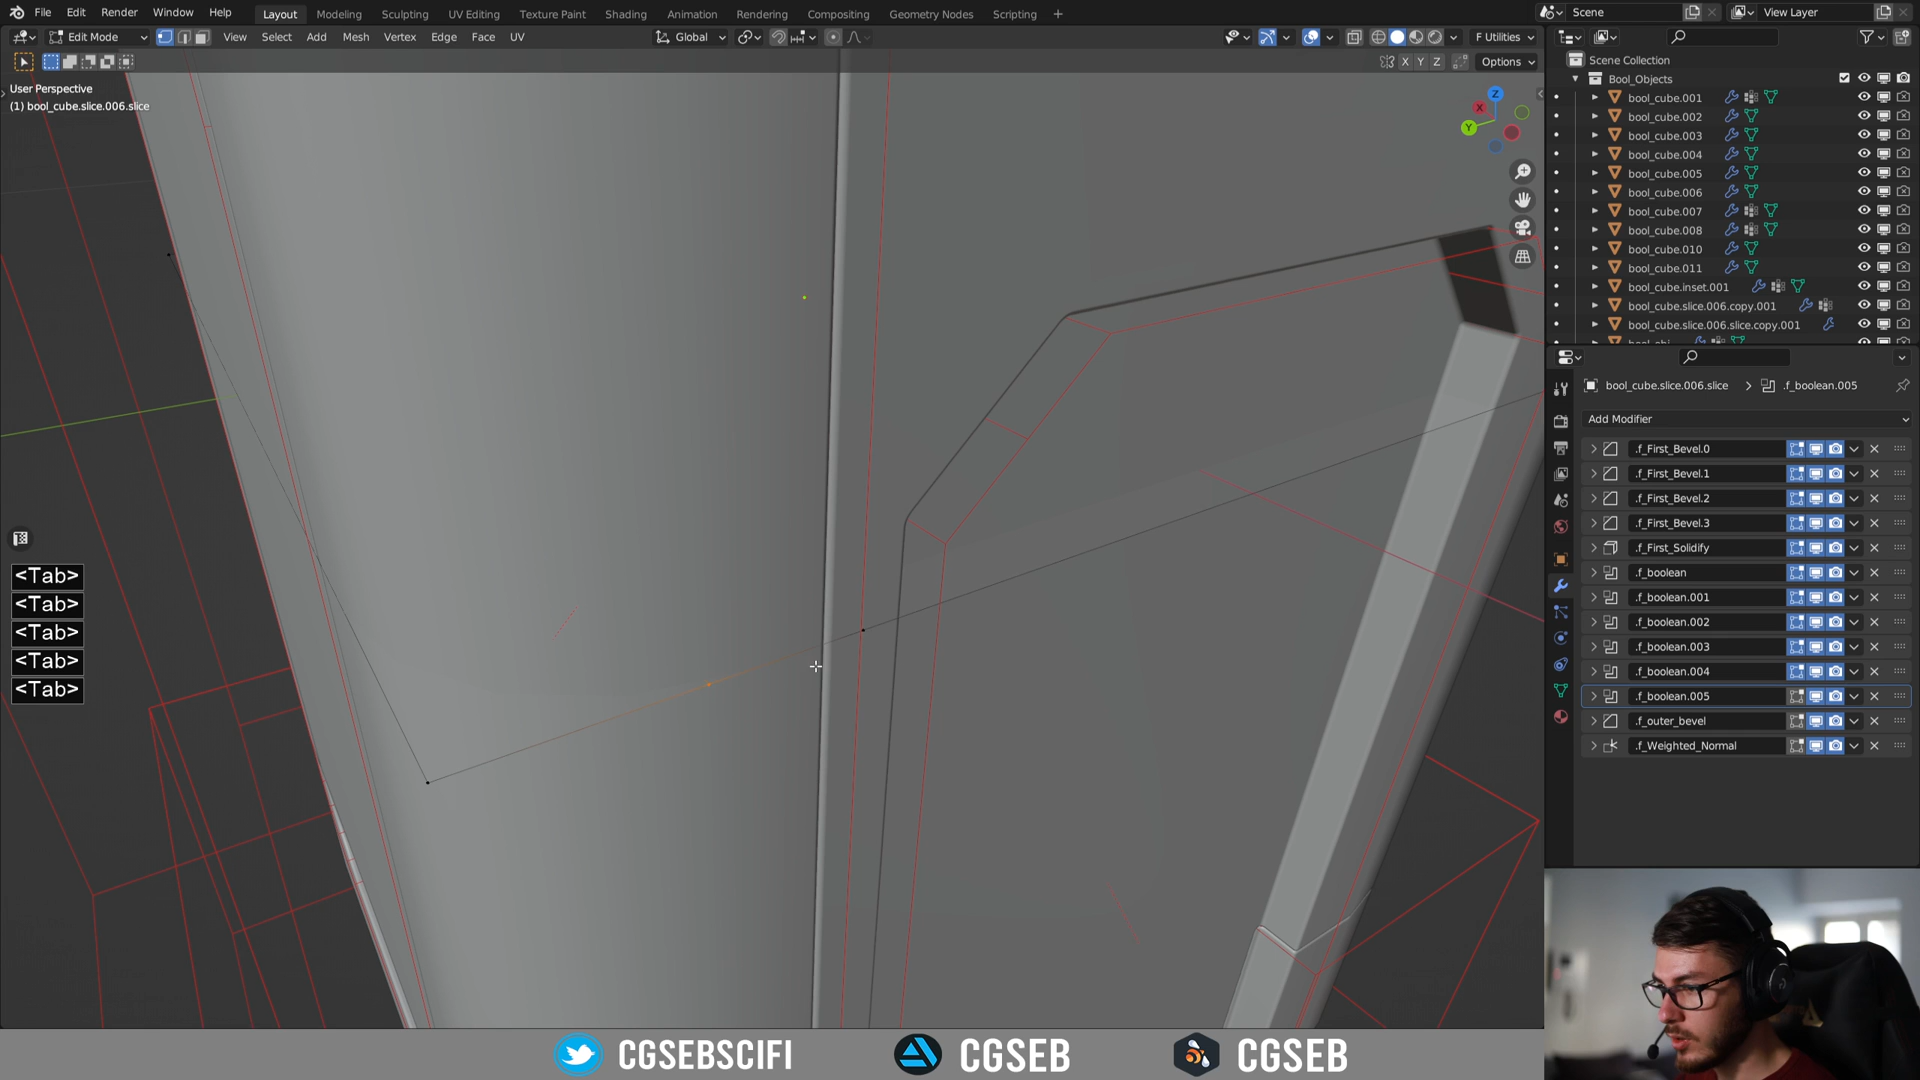 File Edit Render Window Help Layout Modeling Sculpting UV Editing Texture Paint Shading Animation Rendering Compositing Geometry Nodes Scripting + Scene View Layer
Edit Mode View Select Add Mesh Vertex Edge Face UV Global F Utilities
X Y Z Options
User Perspective
(1) bool_cube.slice.006.slice
Z
X
Y
Scene Collection
Bool_Objects
bool_cube.001
bool_cube.002
bool_cube.003
bool_cube.004
bool_cube.005
bool_cube.006
bool_cube.007
bool_cube.008
bool_cube.010
bool_cube.011
bool_cube.inset.001
bool_cube.slice.006.copy.001
bool_cube.slice.006.slice.copy.001
bool_cube.slice.006.slice > .f_boolean.005
Add Modifier
.f_First_Bevel.0
.f_First_Bevel.1
.f_First_Bevel.2
.f_First_Bevel.3
.f_First_Solidify
.f_boolean
.f_boolean.001
.f_boolean.002
.f_boolean.003
.f_boolean.004
.f_boolean.005
.f_outer_bevel
.f_Weighted_Normal
<Tab>
<Tab>
<Tab>
<Tab>
<Tab>
CGSEBSCIFI CGSEB CGSEB